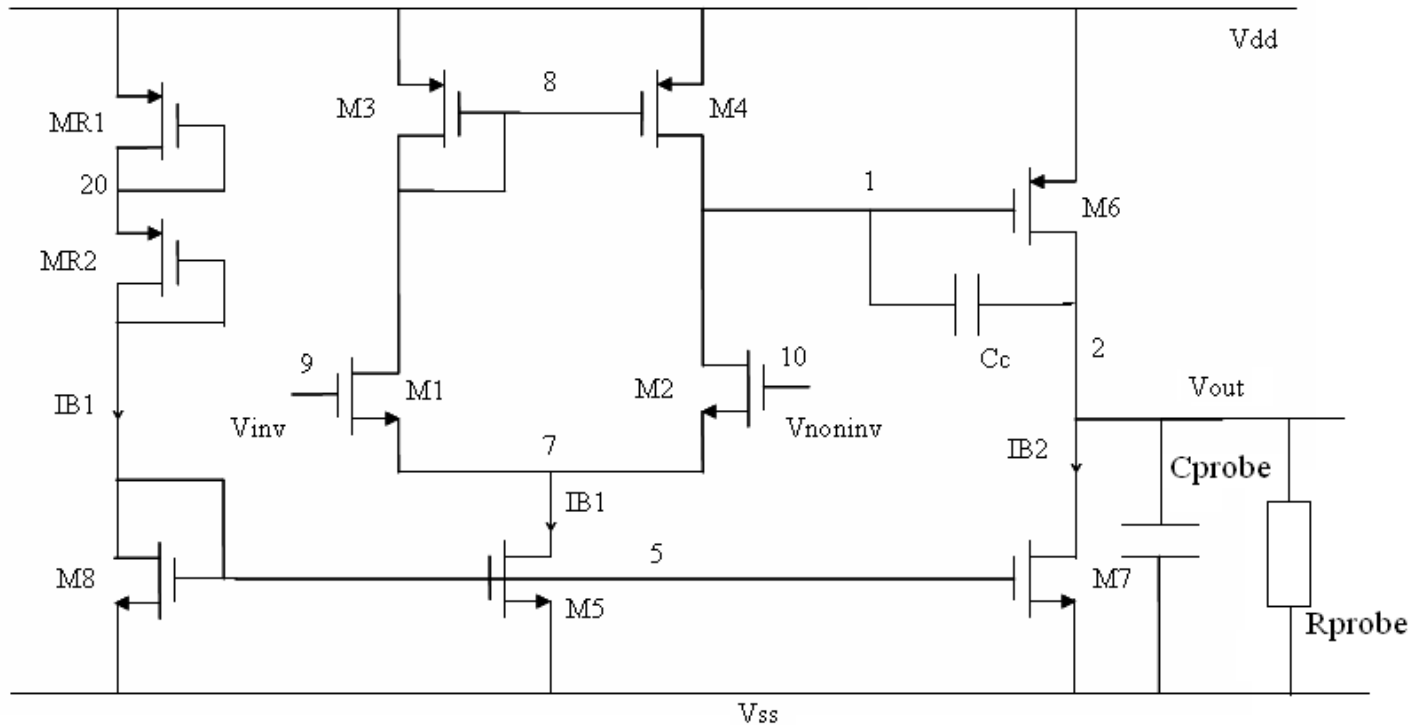 Vdd
MR1
M3
8
M4
20
1
M6
MR2
9
10
Cc
2
M1
M2
Vout
IB1
Vinv
Vnoninv
7
IB2
Cprobe
IB1
5
M8
M5
M7
Rprobe
Vss